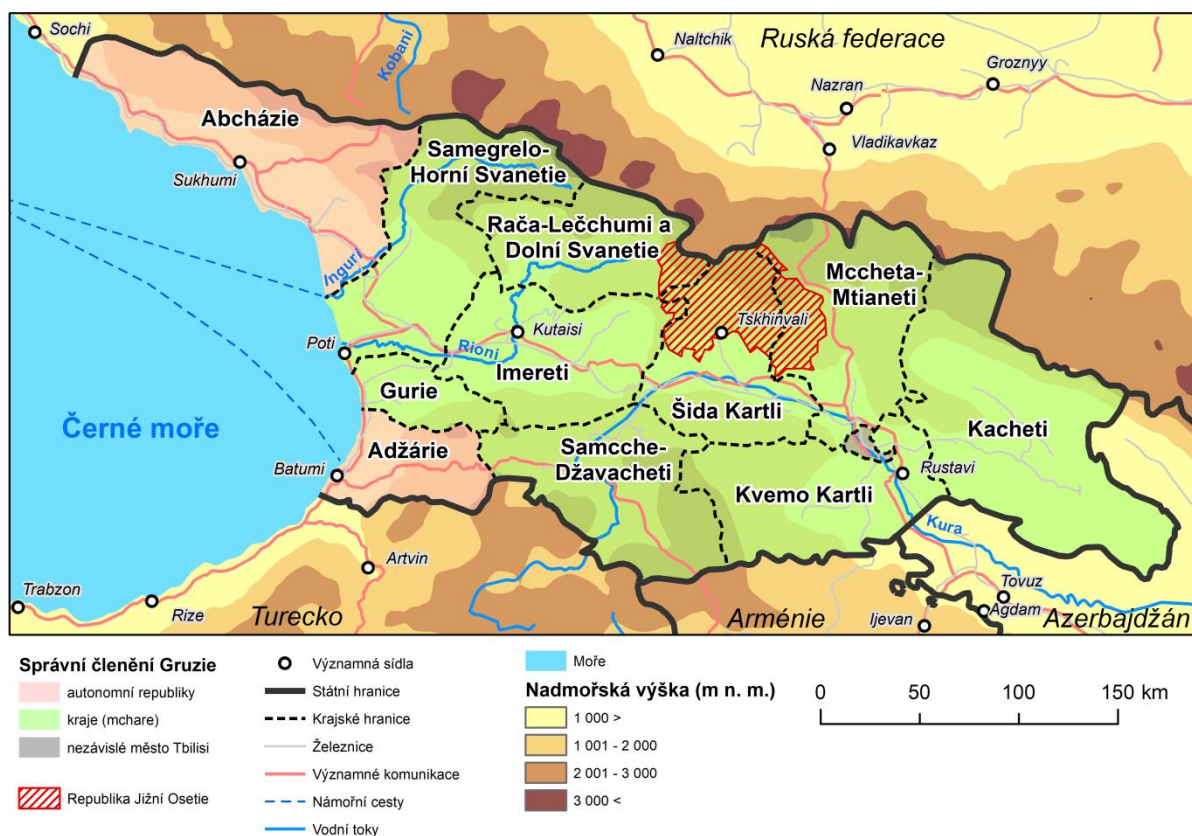 Sochi
Naltchik
Ruská federace
Kobani
Nazran
Groznyy
Abcházie
Vladikavkaz
Sukhumi
Samegrelo-
Horní Svanetie
Rača-Lečchumi a
Dolní Svanetie
Mccheta-
Mtianeti
Inguri
Tskhinvali
Kutaisi
Poti
Rioni
Imereti
Gurie
Šida Kartli
Kacheti
Černé moře
Adžárie
Samcche-
Džavacheti
Batumi
Rustavi
Kvemo Kartli
Kura
Artvin
Trabzon
Rize
Turecko
Arménie
Ijevan
Tovuz
Agdam
Azerbajdžán
Správní členění Gruzie
autonomní republiky
kraje (mchare)
nezávislé město Tbilisi
Republika Jižní Osetie
Významná sídla
Státní hranice
Krajské hranice
Železnice
Významné komunikace
Námořní cesty
Vodní toky
Moře
Nadmořská výška (m n. m.)
1 000 >
1 001 - 2 000
2 001 - 3 000
3 000 <
0 50 100 150 km